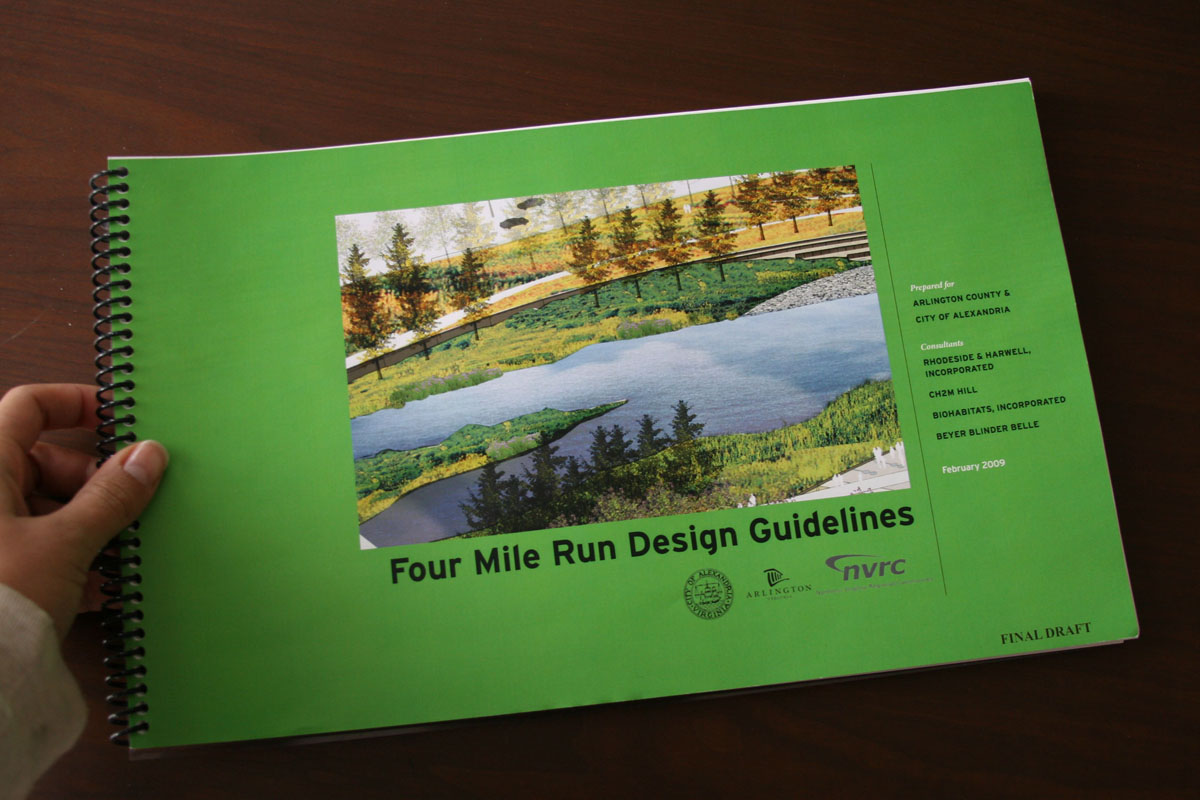 Prepared for
ARLINGTON COUNTY &
CITY OF ALEXANDRIA
Consultants
RHODESIDE & HARWELL,
INCORPORATED
CH2M HILL
BIOHABITATS, INCORPORATED
BEYER BLINDER BELLE
February 2009
Four Mile Run Design Guidelines
CITY OF ALEXANDRIA
VIRGINIA
ARLINGTON
nvrc
FINAL DRAFT